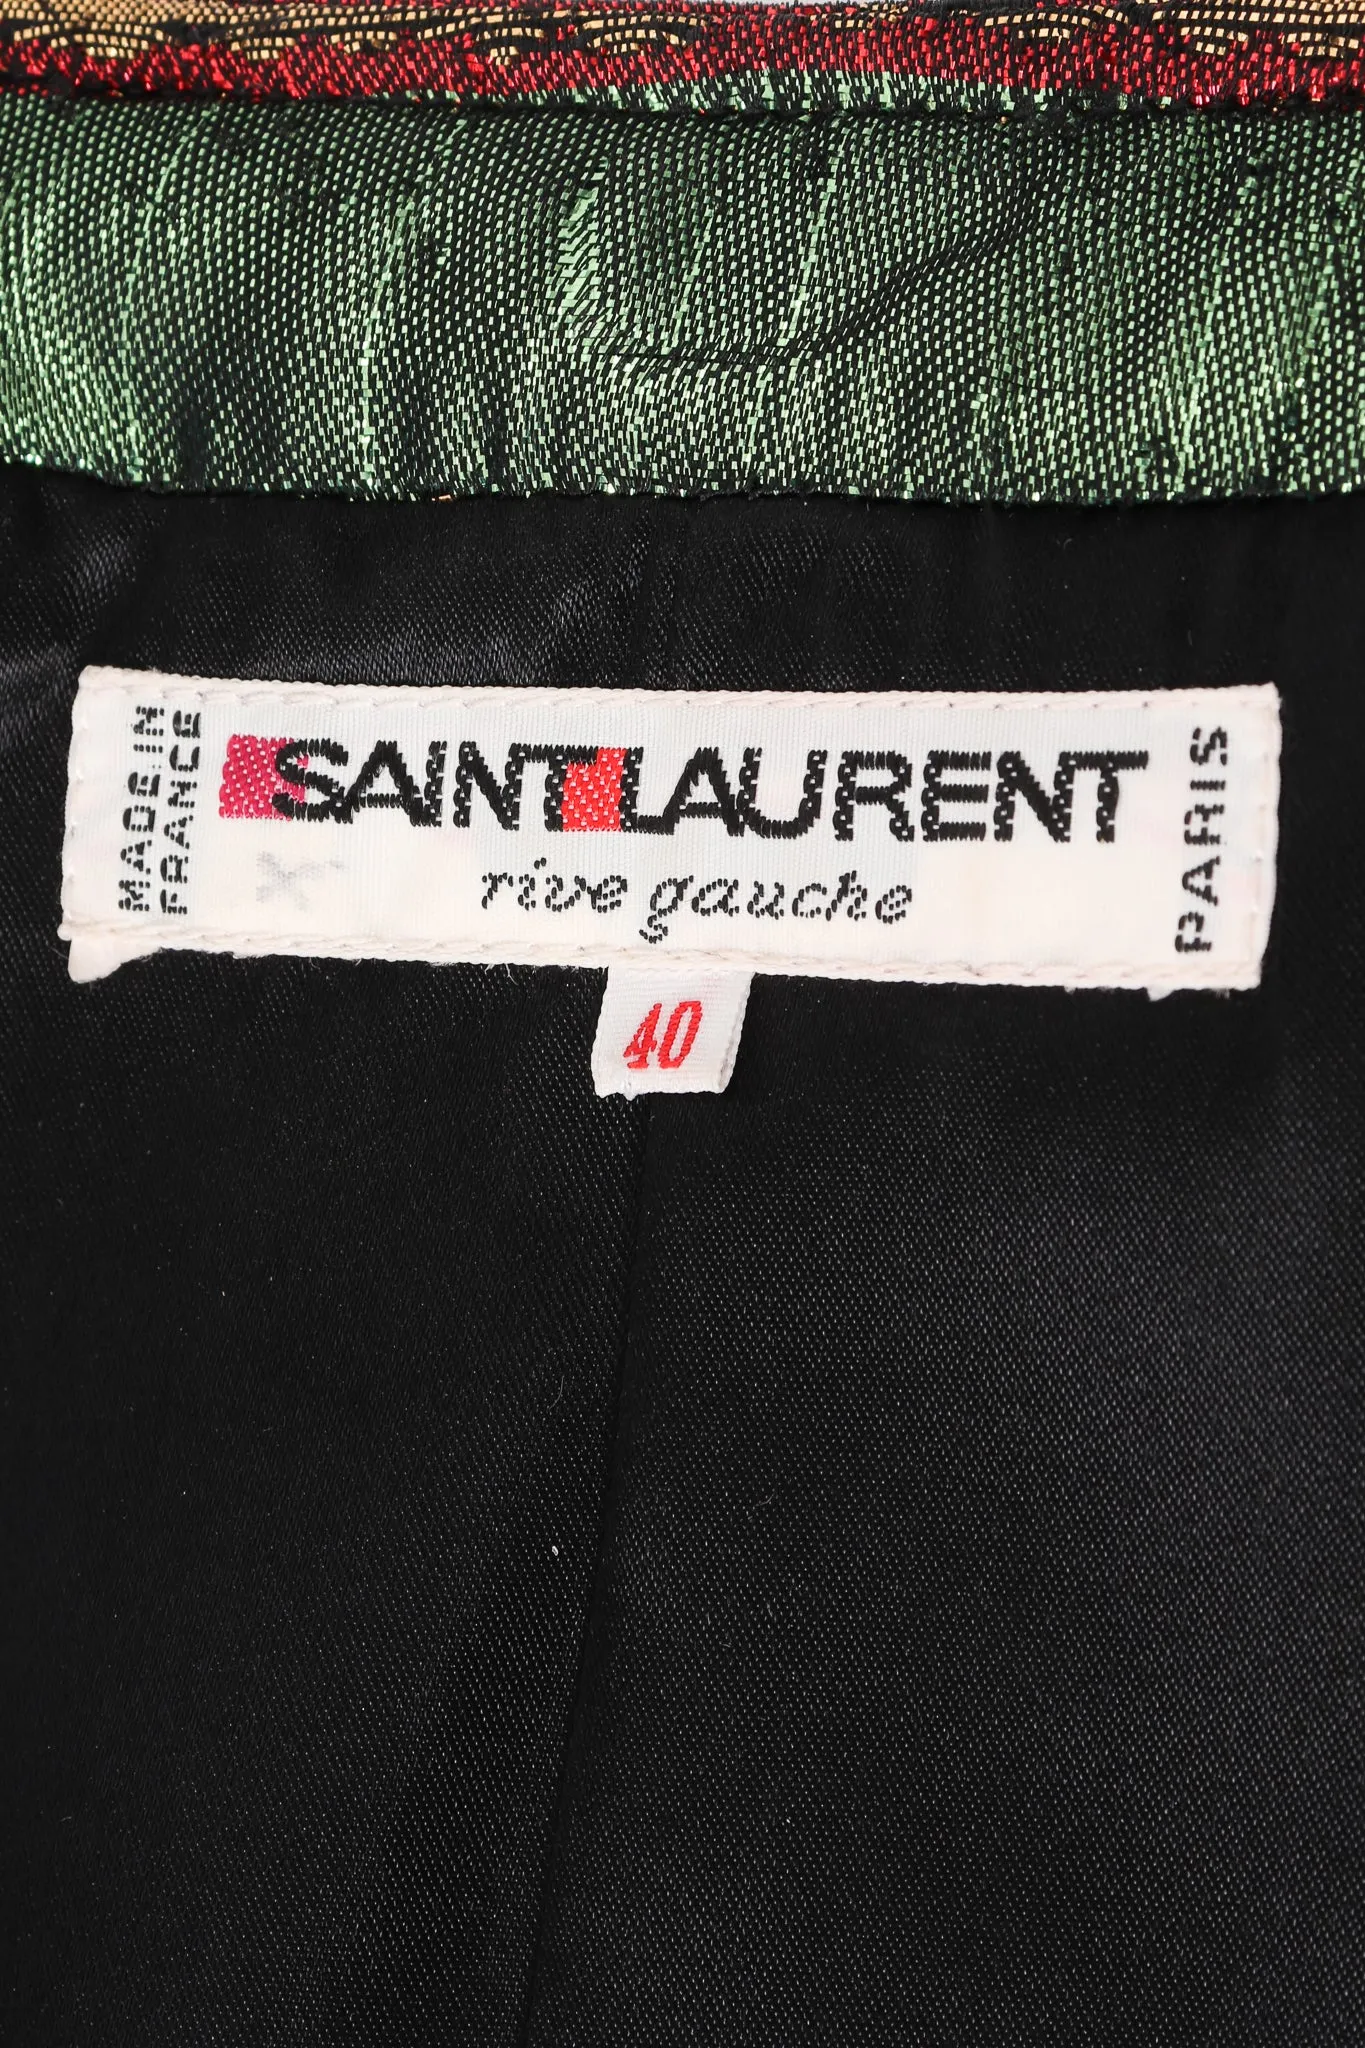 MADE IN
FRANCE
SAINT LAURENT
rive gauche
PARIS
40